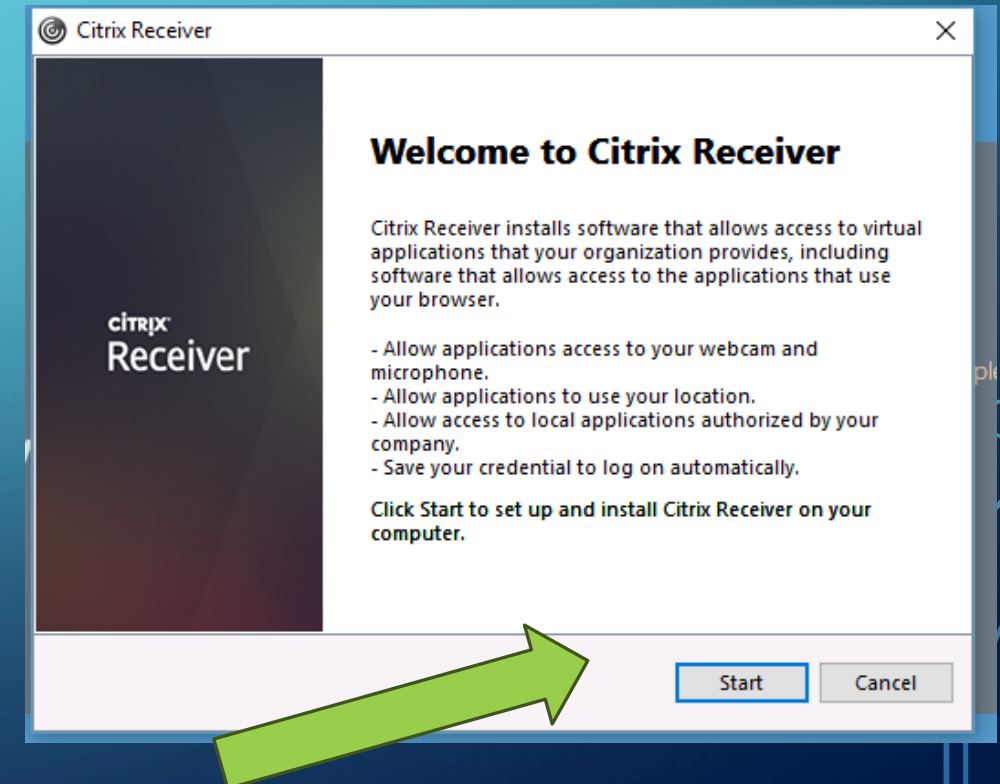 Citrix Receiver
Welcome to Citrix Receiver
Citrix Receiver installs software that allows access to virtual
applications that your organization provides, including
software that allows access to the applications that use
your browser.
CİTRIX
Receiver
- Allow applications access to your webcam and
microphone.
- Allow applications to use your location.
- Allow access to local applications authorized by your
company.
- Save your credential to log on automatically.
Click Start to set up and install Citrix Receiver on your
computer.
Start
Cancel